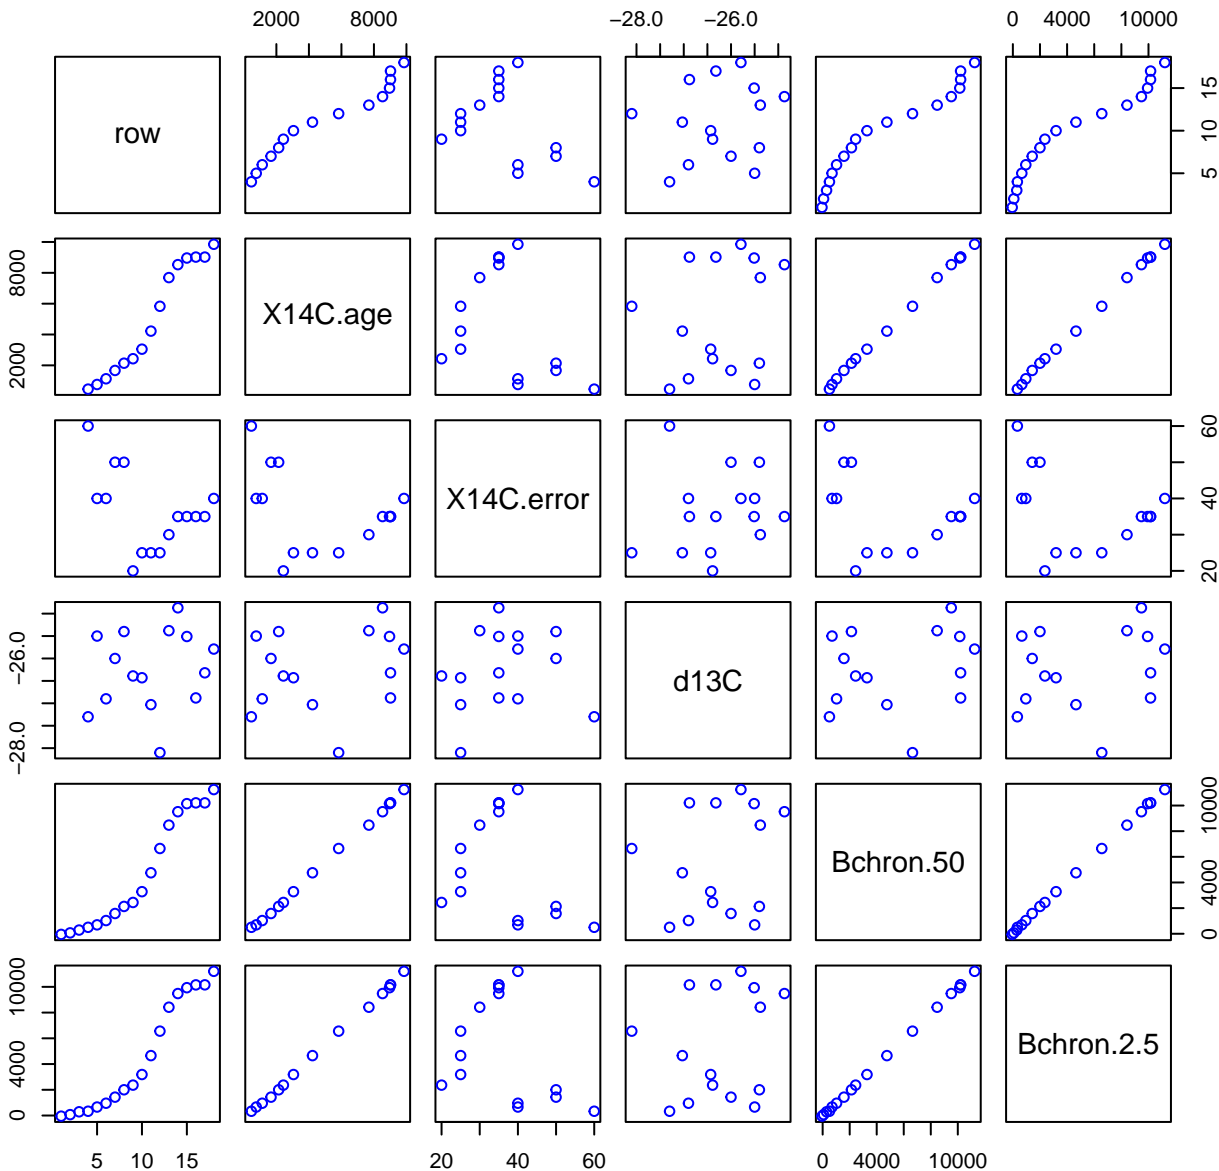 2000 8000 −28.0 −26.0 0 4000 10000
row 5 10 15
2000 8000 X14C.age
X14C.error 20 40 60
−28.0 −26.0 d13C
Bchron.50 0 4000 10000
0 4000 10000 Bchron.2.5
5 10 15 20 40 60 0 4000 10000